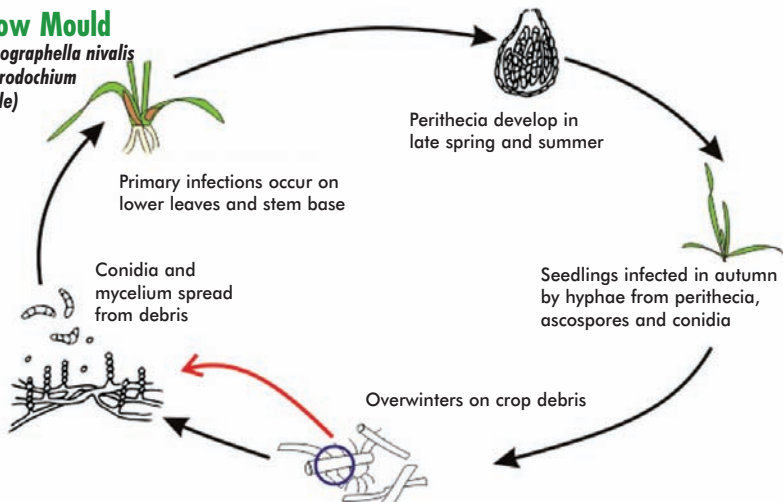 ow Mould
ographella nivalis
rodochium
le)
Perithecia develop in
late spring and summer
Primary infections occur on
lower leaves and stem base
Conidia and
mycelium spread
from debris
Seedlings infected in autumn
by hyphae from perithecia,
ascospores and conidia
Overwinters on crop debris